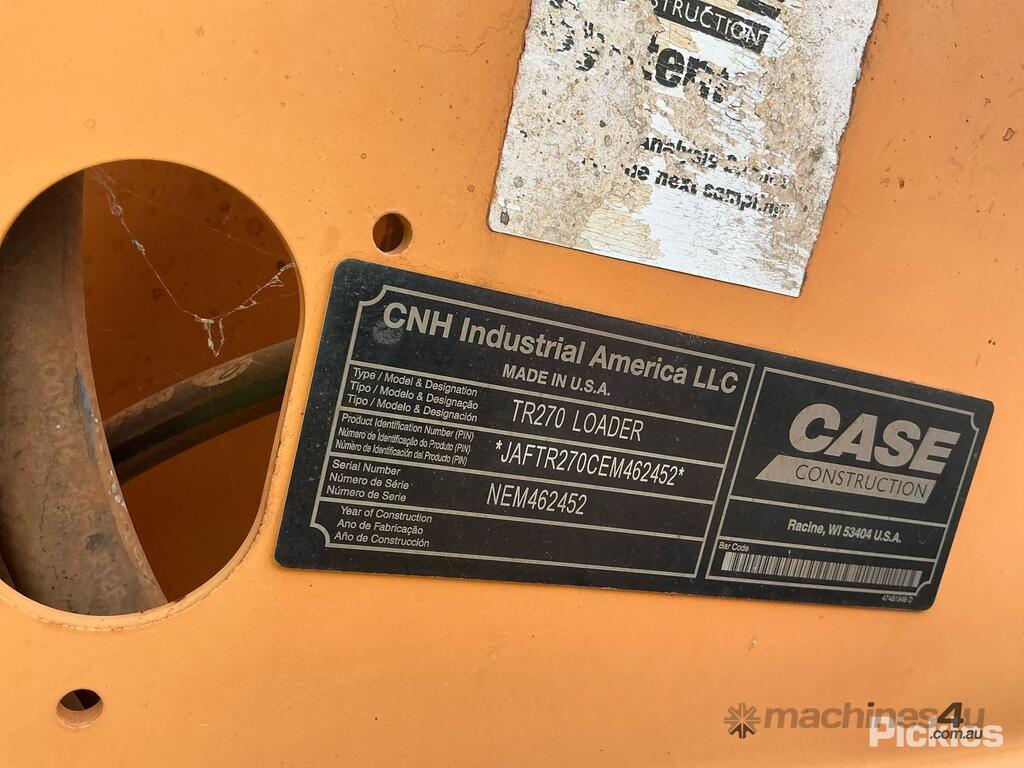 STRUCTION
next sampling
CNH Industrial America LLC
MADE IN U.S.A.
Type / Model & Designation
Tipo / Modelo & Designação
Tipo / Modelo & Designación
TR270 LOADER
Product Identification Number (PIN)
Número de Identificação do Produto (PIN)
Número de Identificación del Producto (PIN)
*JAFTR270CEM462452*
Serial Number
Número de Série
Número de Serie
NEM462452
Year of Construction
Ano de Fabricação
Año de Construcción
CASE
CONSTRUCTION
Racine, WI 53404 U.S.A.
Bar Code
machines4u
.com.au
Pickles